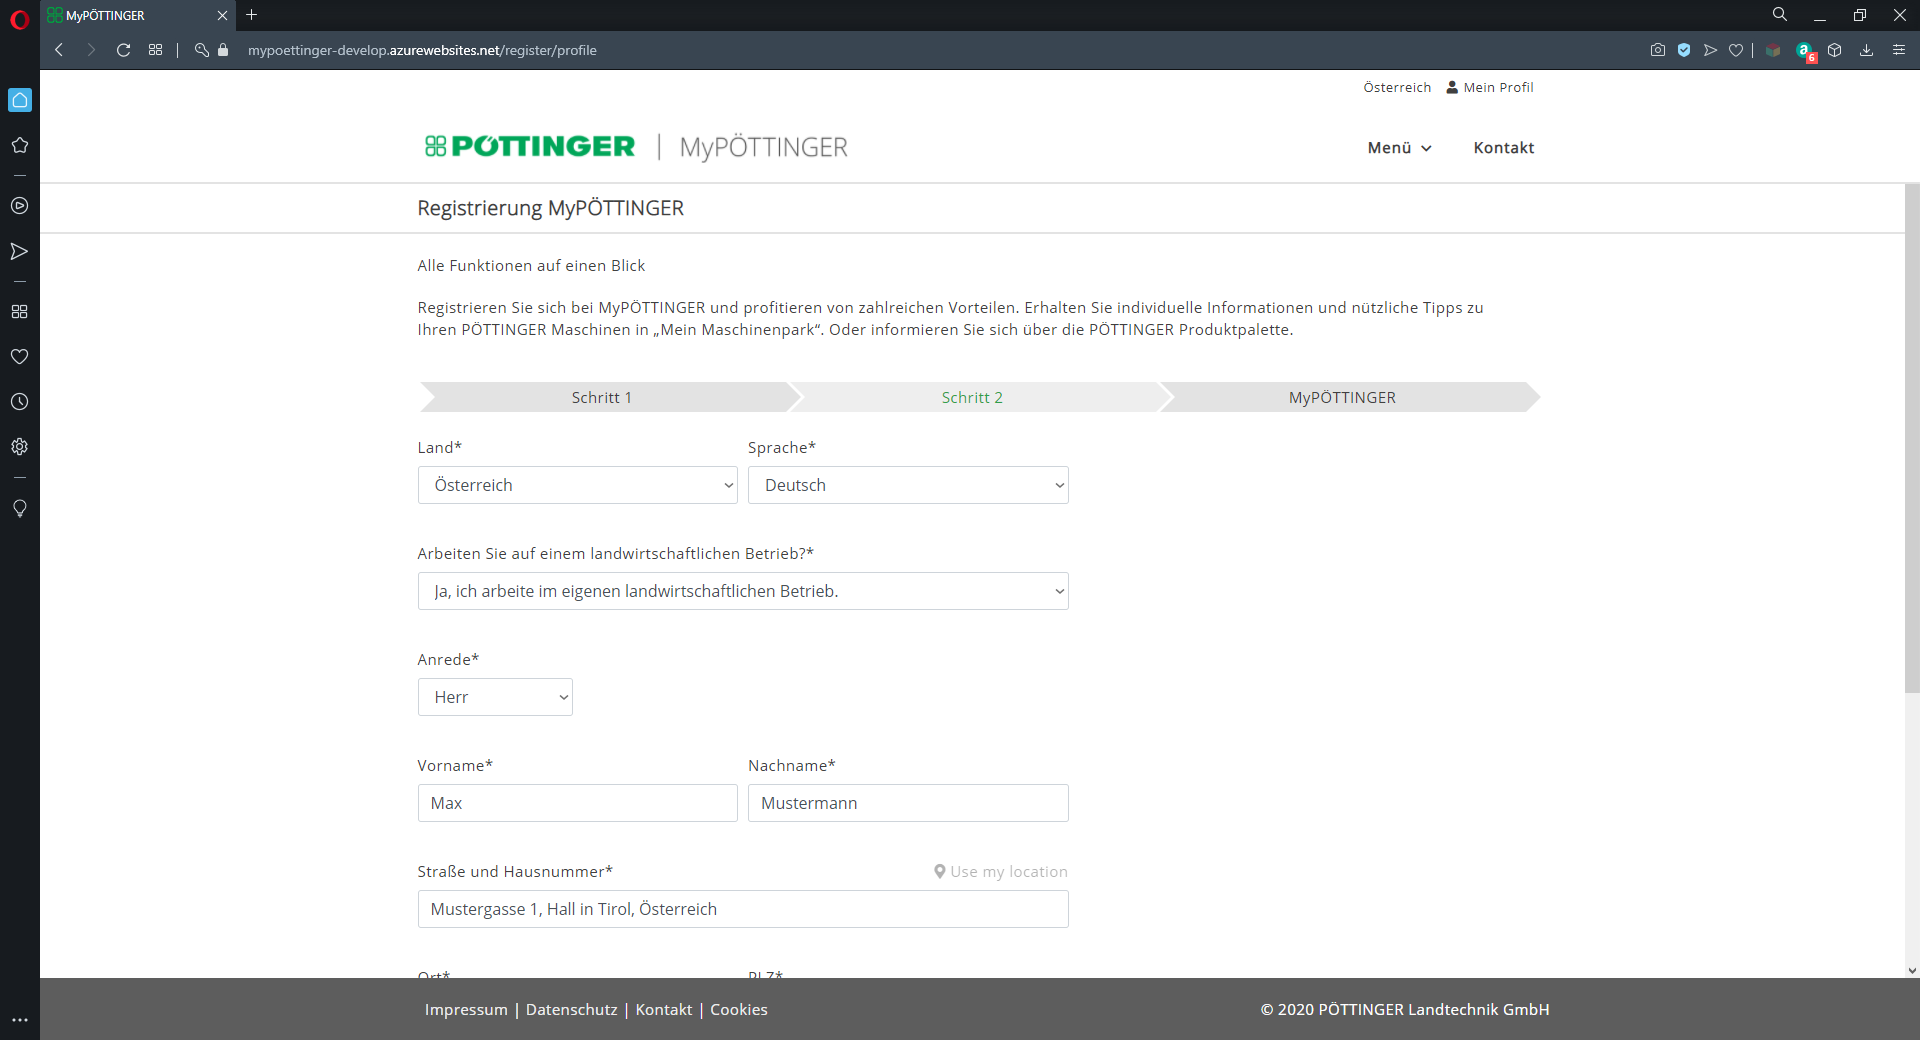 MyPÖTTINGER
mypoettinger-develop.azurewebsites.net/register/profile
6
Österreich Mein Profil
PÖTTINGER | MyPÖTTINGER
Menü Kontakt
Registrierung MyPÖTTINGER
Alle Funktionen auf einen Blick
Registrieren Sie sich bei MyPÖTTINGER und profitieren von zahlreichen Vorteilen. Erhalten Sie individuelle Informationen und nützliche Tipps zu
Ihren PÖTTINGER Maschinen in „Mein Maschinenpark“. Oder informieren Sie sich über die PÖTTINGER Produktpalette.
Schritt 1 Schritt 2 MyPÖTTINGER
Land* Sprache*
Österreich Deutsch
Arbeiten Sie auf einem landwirtschaftlichen Betrieb?*
Ja, ich arbeite im eigenen landwirtschaftlichen Betrieb.
Anrede*
Herr
Vorname* Nachname*
Max Mustermann
Straße und Hausnummer* Use my location
Mustergasse 1, Hall in Tirol, Österreich
Ort* PLZ*
Impressum | Datenschutz | Kontakt | Cookies © 2020 PÖTTINGER Landtechnik GmbH